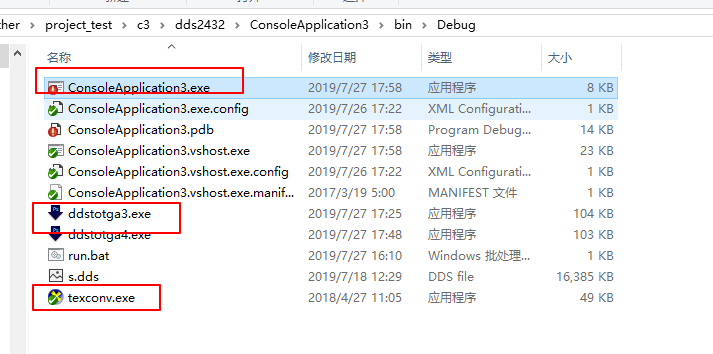 ther > project_test > c3 > dds2432 > ConsoleApplication3 > bin > Debug
名称 修改日期 类型 大小
ConsoleApplication3.exe 2019/7/27 17:58 应用程序 8 KB
ConsoleApplication3.exe.config 2019/7/26 17:22 XML Configurati... 1 KB
ConsoleApplication3.pdb 2019/7/27 17:58 Program Debug... 14 KB
ConsoleApplication3.vshost.exe 2019/7/27 17:58 应用程序 23 KB
ConsoleApplication3.vshost.exe.config 2019/7/26 17:22 XML Configurati... 1 KB
ConsoleApplication3.vshost.exe.manif... 2017/3/19 5:00 MANIFEST 文件 1 KB
ddstotga3.exe 2019/7/27 17:25 应用程序 104 KB
ddstotga4.exe 2019/7/27 17:48 应用程序 103 KB
run.bat 2019/7/27 16:10 Windows 批处理... 1 KB
s.dds 2019/7/18 12:29 DDS file 16,385 KB
texconv.exe 2018/4/27 11:05 应用程序 49 KB